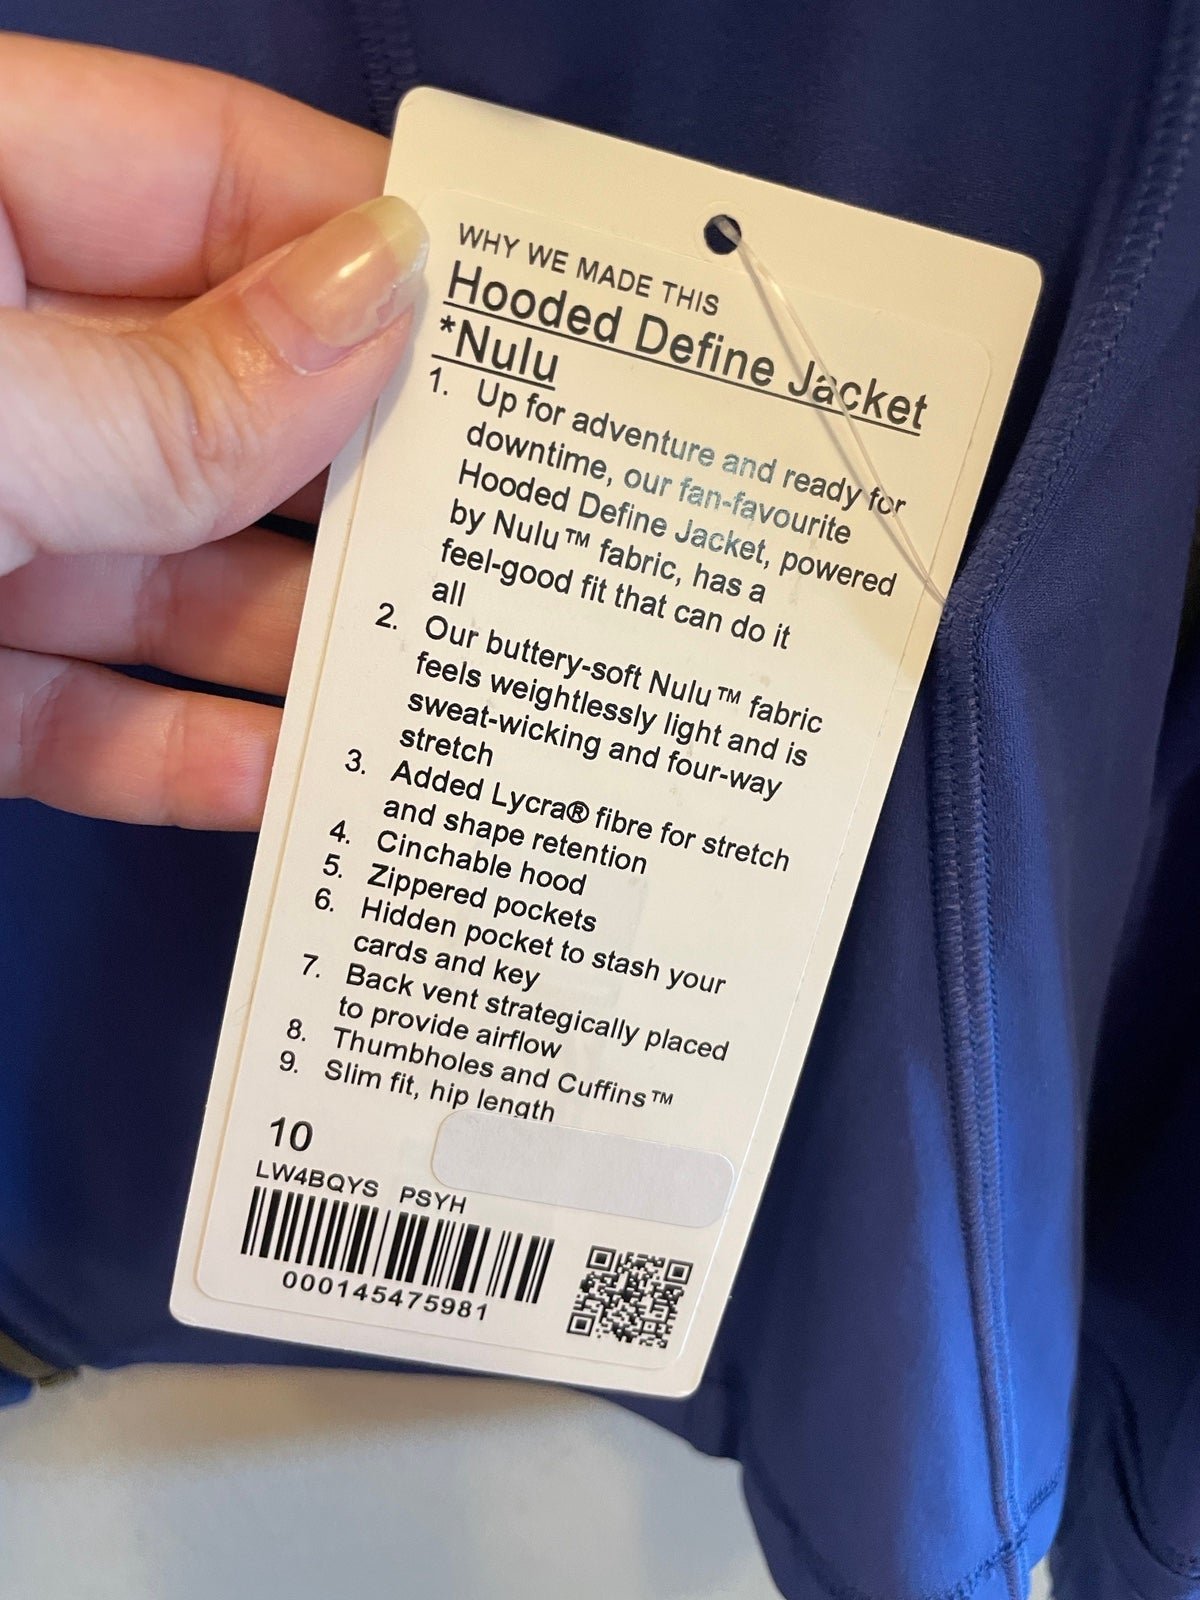 WHY WE MADE THIS
Hooded Define Jacket
*Nulu
1. Up for adventure and ready for
downtime, our fan-favourite
Hooded Define Jacket, powered
by Nulu™ fabric, has a
feel-good fit that can do it
all
2. Our buttery-soft Nulu™ fabric
feels weightlessly light and is
sweat-wicking and four-way
stretch
3. Added Lycra® fibre for stretch
and shape retention
4. Cinchable hood
5. Zippered pockets
6. Hidden pocket to stash your
cards and key
7. Back vent strategically placed
to provide airflow
8. Thumbholes and Cuffins™
9. Slim fit, hip length
10
LW4BQYS PSYH
000145475981